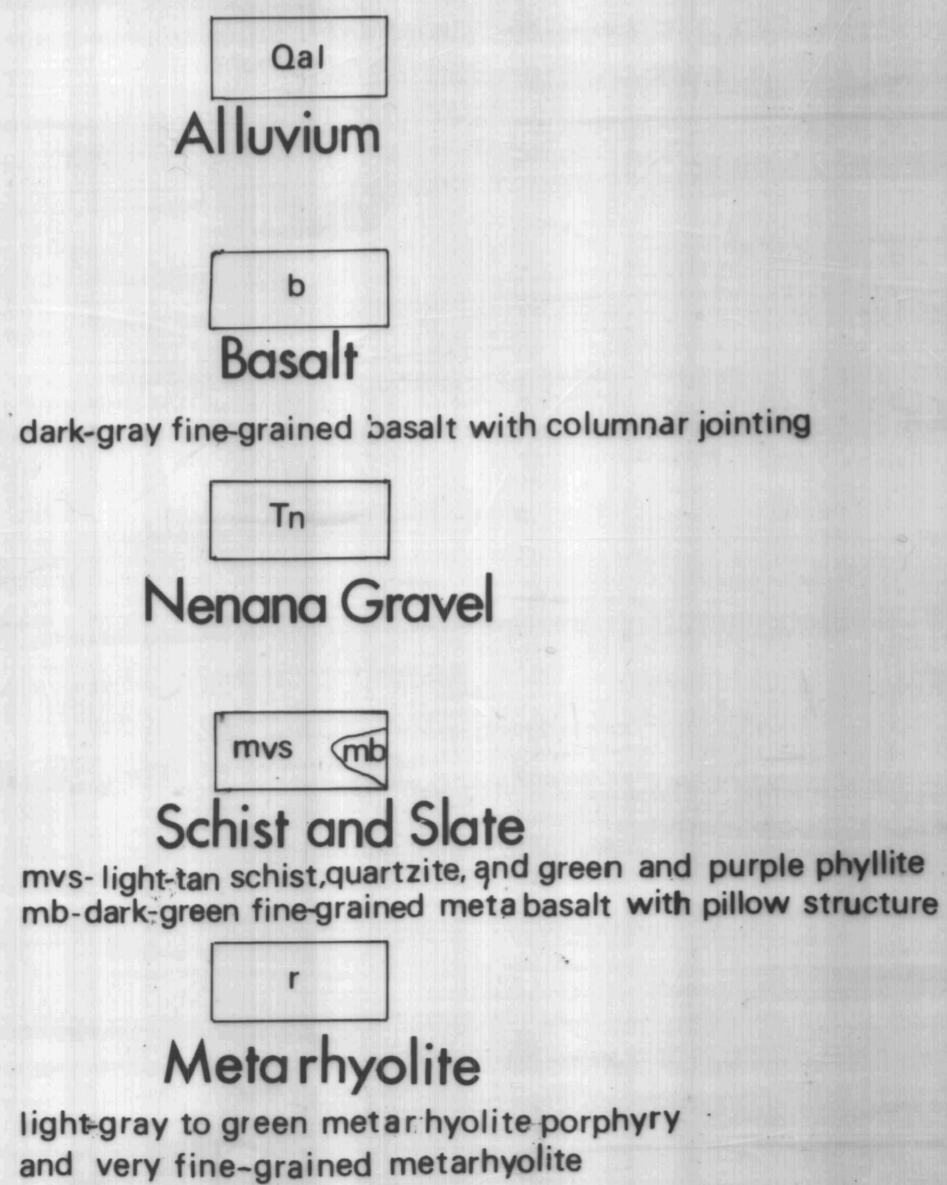 Qal
Alluvium
b
Basalt
dark-gray fine-grained basalt with columnar jointing
Tn
Nenana Gravel
mvs mb
Schist and Slate
mvs- light-tan schist, quartzite, and green and purple phyllite
mb-dark-green fine-grained metabasalt with pillow structure
r
Metarhyolite
light-gray to green metarhyolite porphyry
and very fine-grained metarhyolite